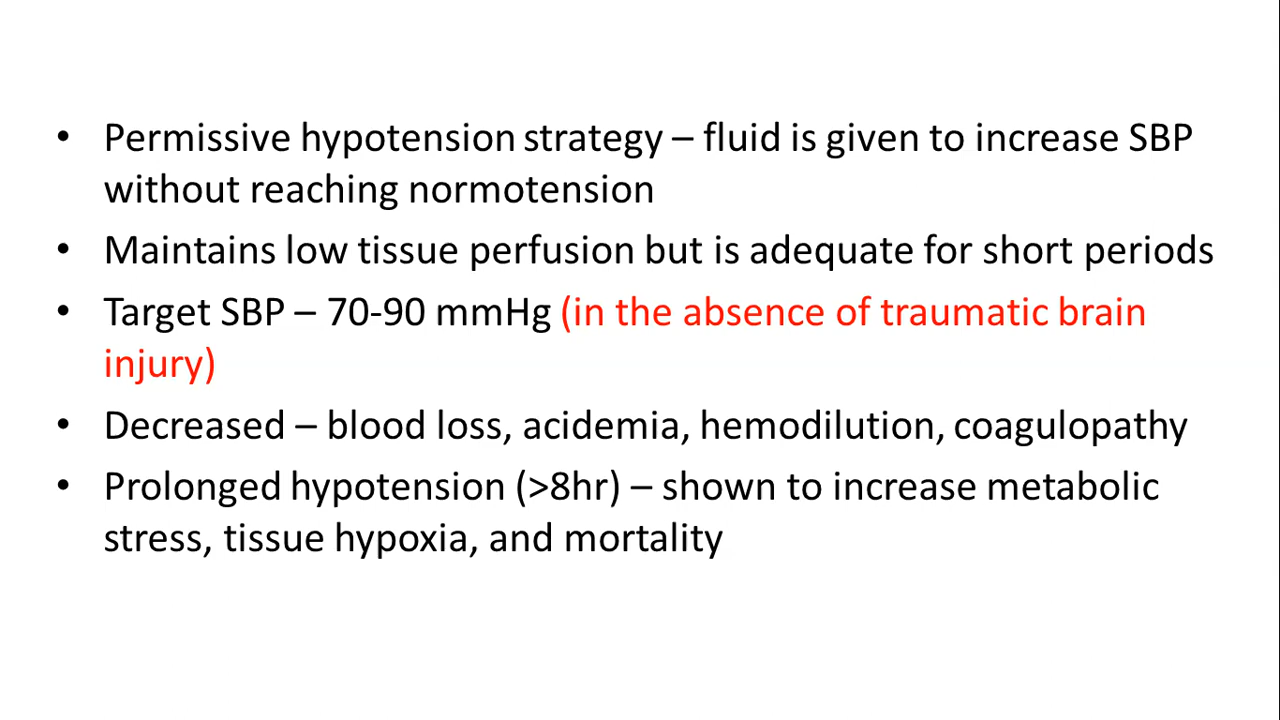 • Permissive hypotension strategy – fluid is given to increase SBP
without reaching normotension
• Maintains low tissue perfusion but is adequate for short periods
• Target SBP – 70-90 mmHg (in the absence of traumatic brain
injury)
• Decreased – blood loss, acidemia, hemodilution, coagulopathy
• Prolonged hypotension (>8hr) – shown to increase metabolic
stress, tissue hypoxia, and mortality